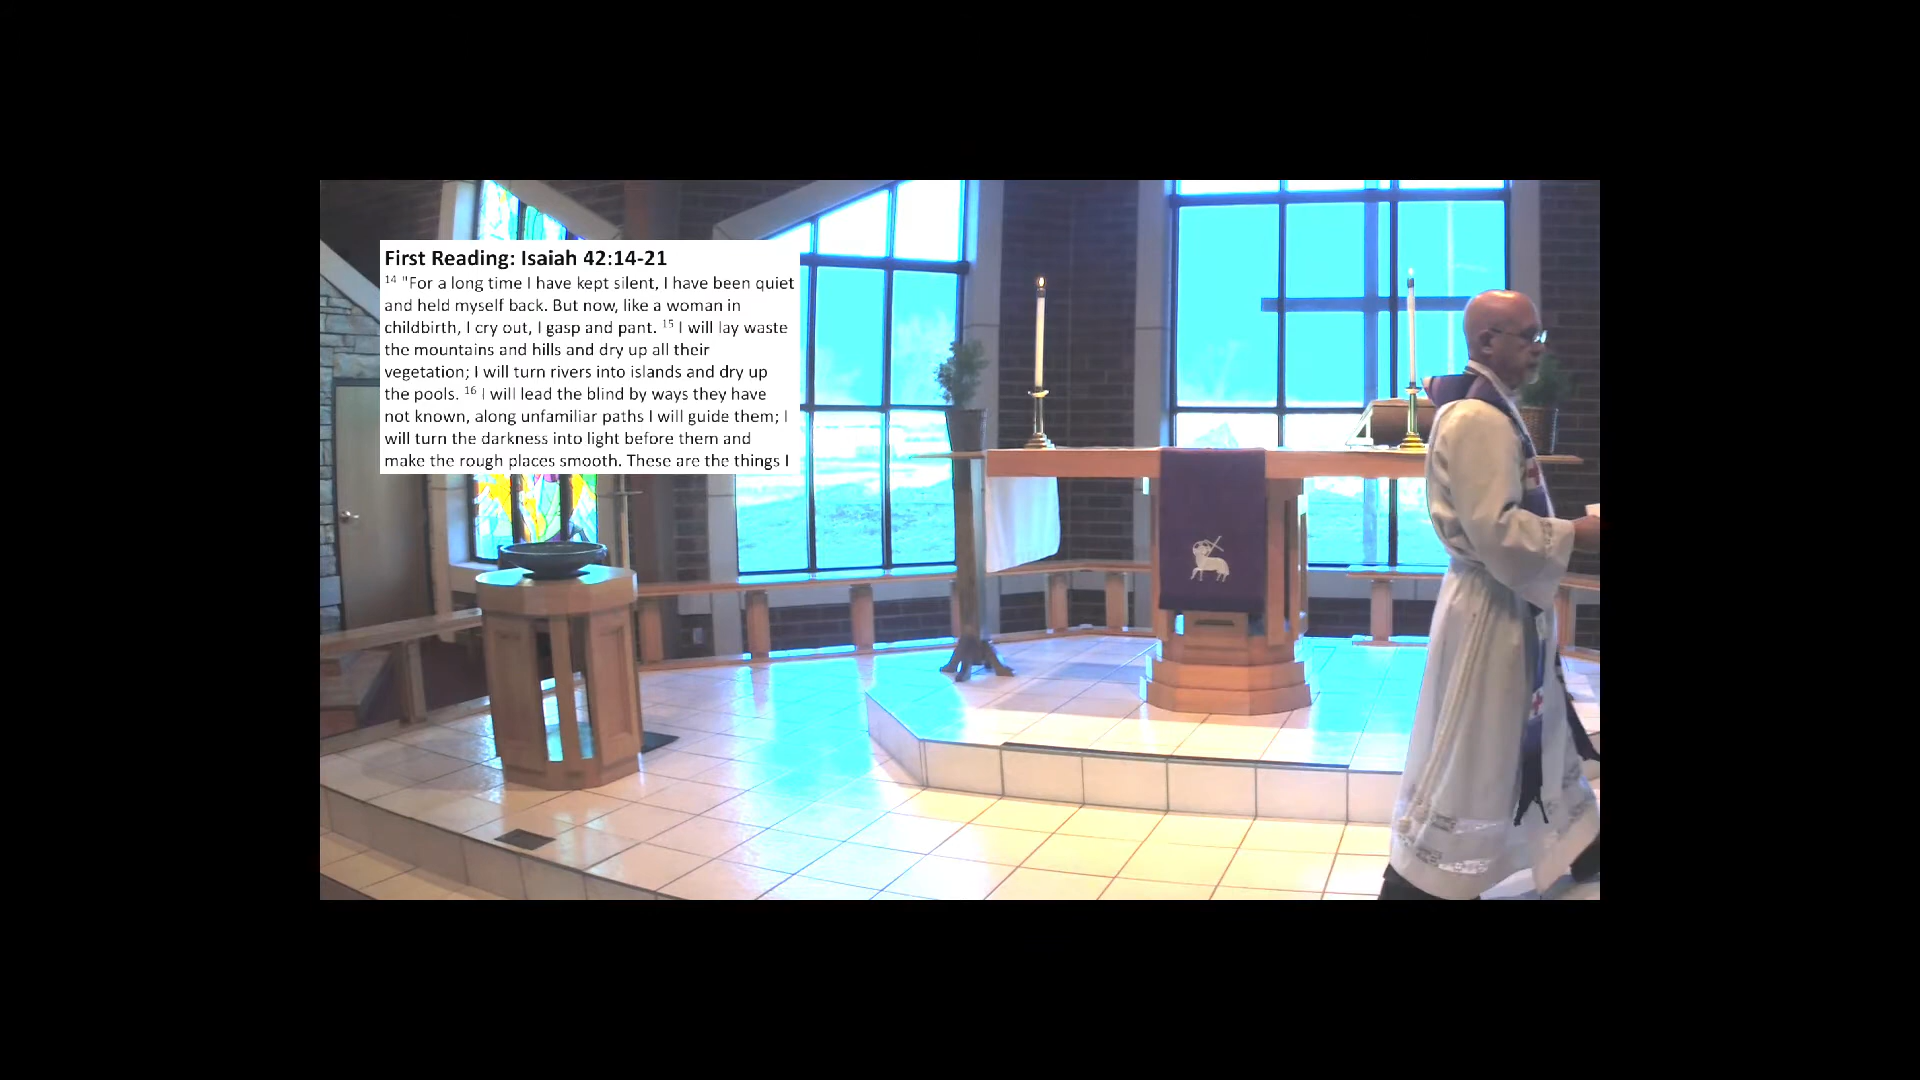 First Reading: Isaiah 42:14-21
14 "For a long time I have kept silent, I have been quiet
and held myself back. But now, like a woman in
childbirth, I cry out, I gasp and pant. 15 I will lay waste
the mountains and hills and dry up all their
vegetation; I will turn rivers into islands and dry up
the pools. 16 I will lead the blind by ways they have
not known, along unfamiliar paths I will guide them; I
will turn the darkness into light before them and
make the rough places smooth. These are the things I